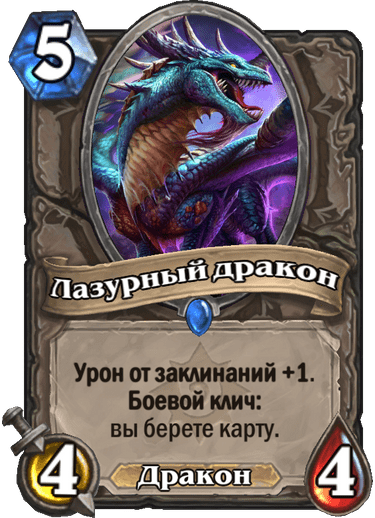 5
Лазурный дракон
Урон от заклинаний +1.
Боевой клич:
вы берете карту.
4
Дракон
4